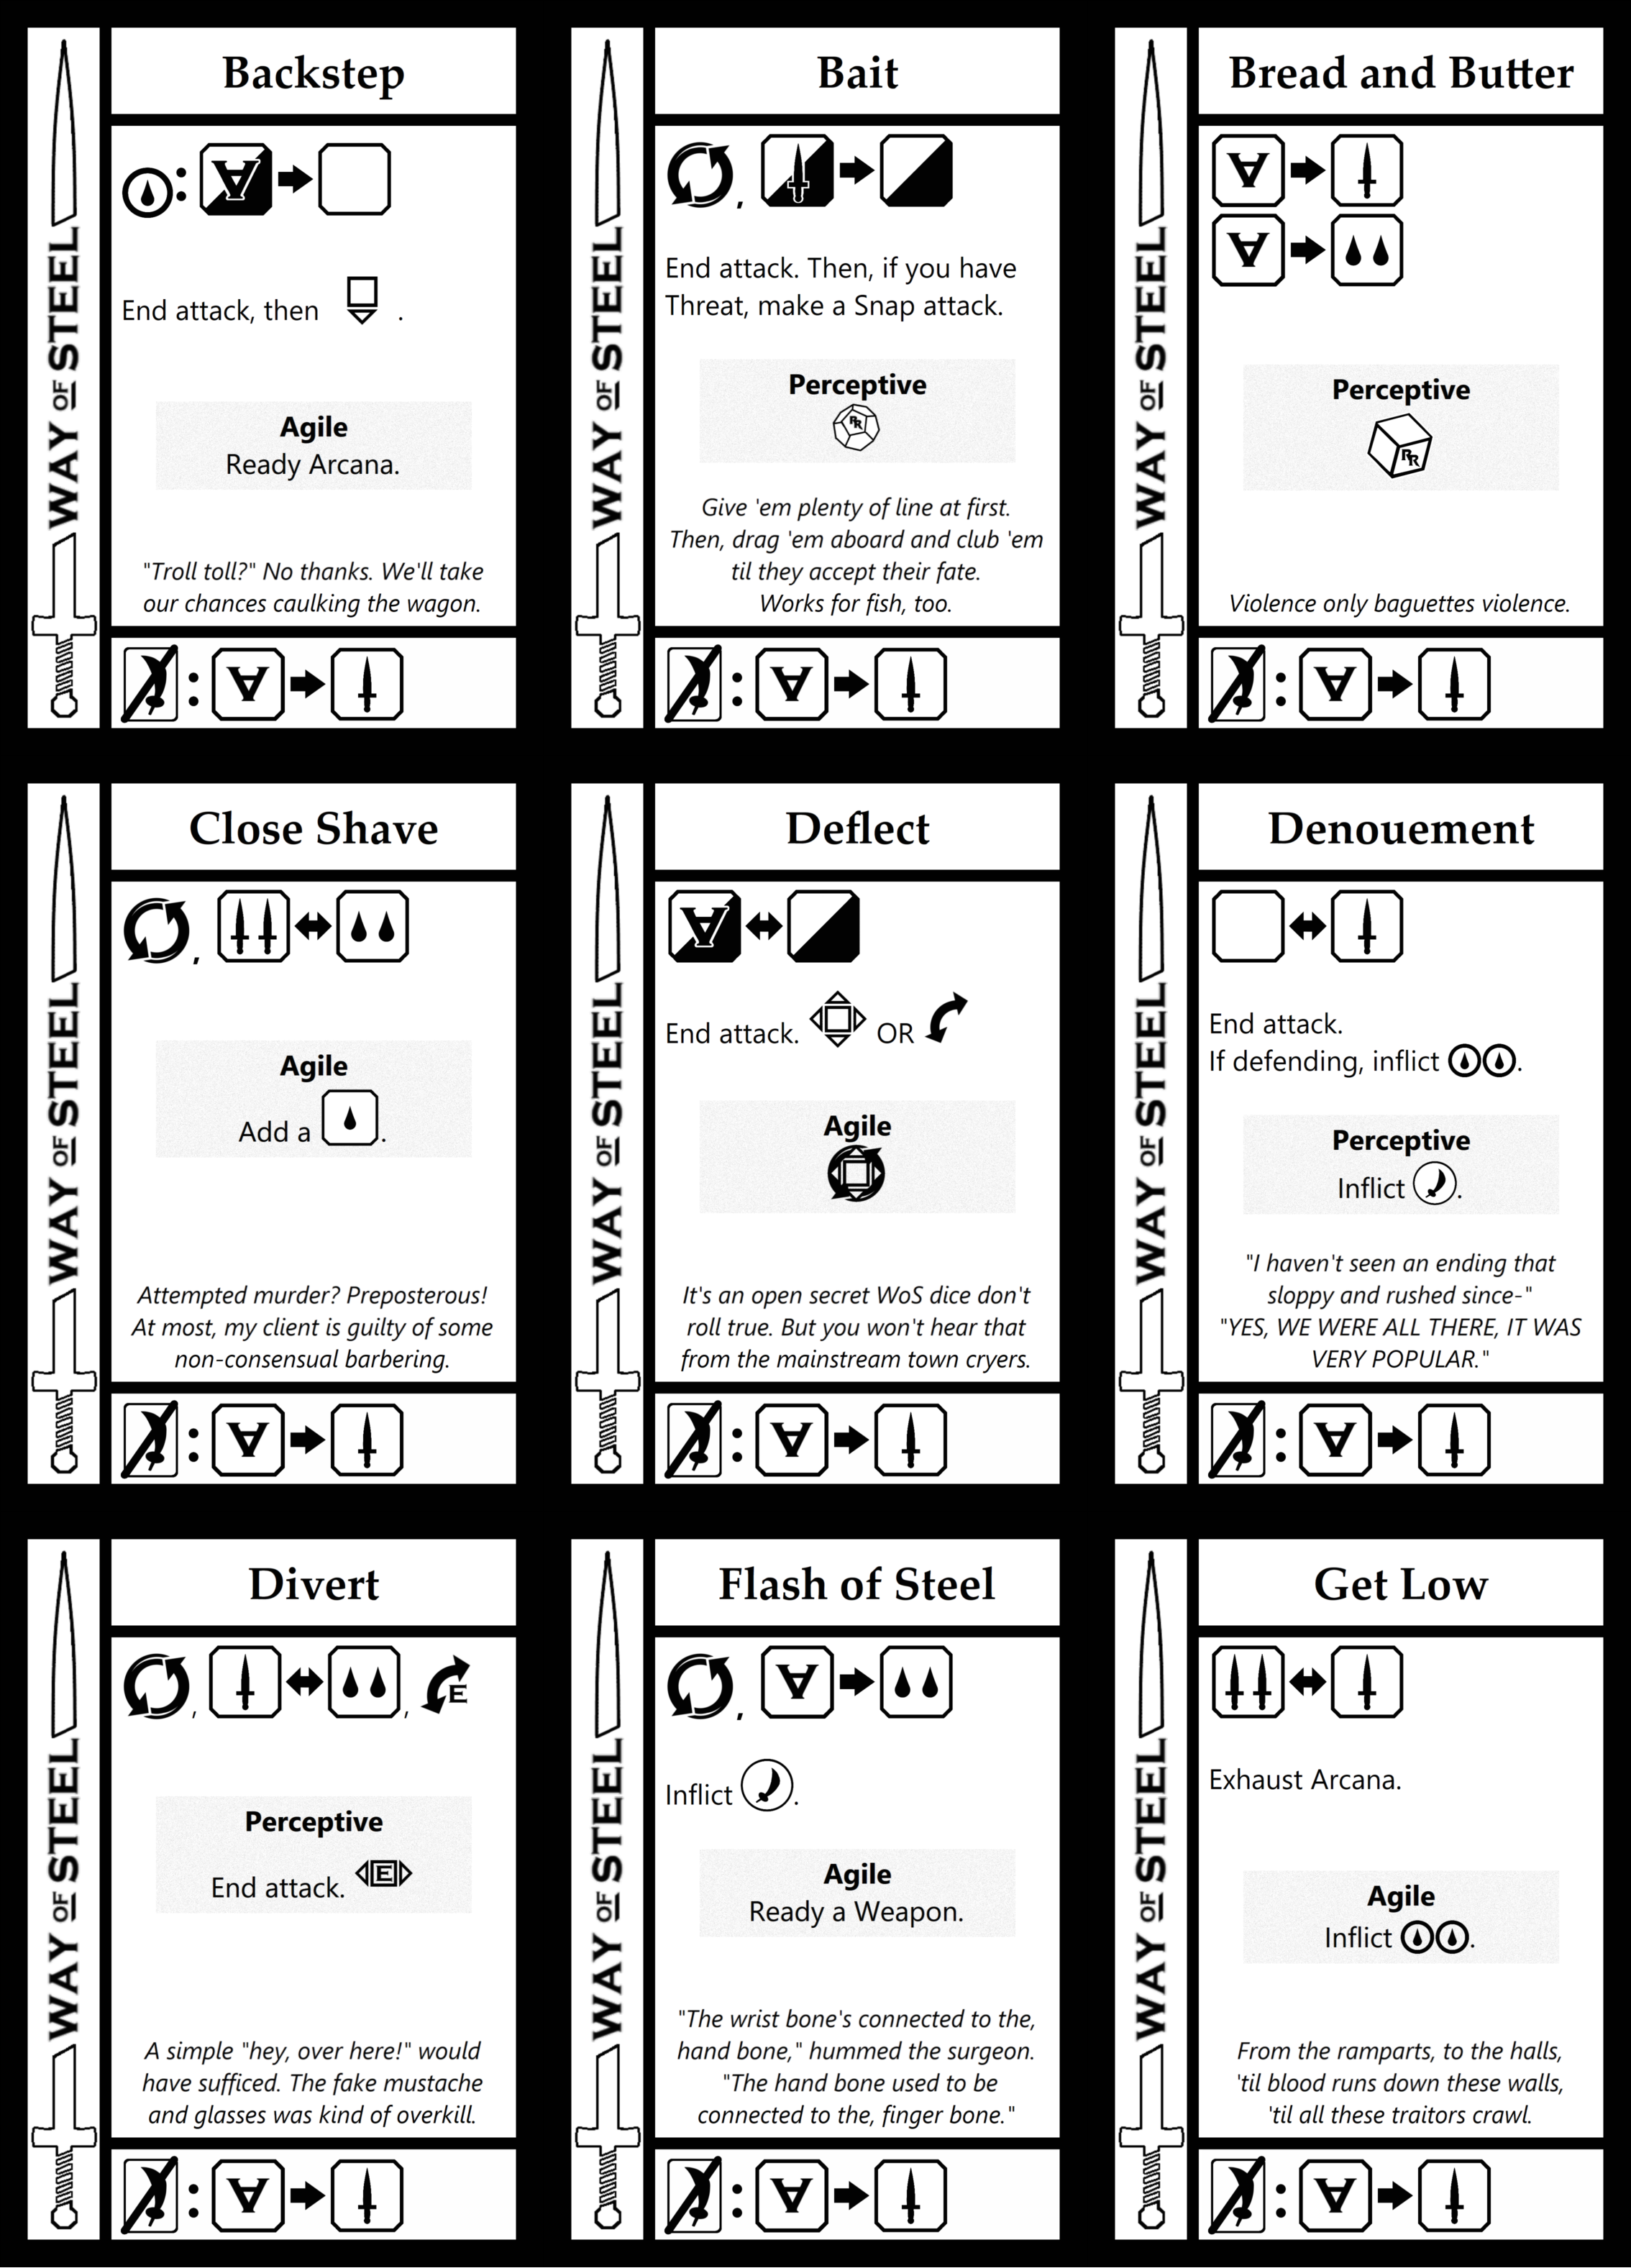 WAY OF STEEL
Backstep
End attack, then .
Agile
Ready Arcana.
"Troll toll?" No thanks. We'll take
our chances caulking the wagon.
WAY OF STEEL
Bait
End attack. Then, if you have
Threat, make a Snap attack.
Perceptive
RR
Give 'em plenty of line at first.
Then, drag 'em aboard and club 'em
til they accept their fate.
Works for fish, too.
WAY OF STEEL
Bread and Butter
Perceptive
RR
Violence only baguettes violence.
WAY OF STEEL
Close Shave
Agile
Add a .
Attempted murder? Preposterous!
At most, my client is guilty of some
non-consensual barbering.
WAY OF STEEL
Deflect
End attack. OR
Agile
It's an open secret WoS dice don't
roll true. But you won't hear that
from the mainstream town cryers.
WAY OF STEEL
Denouement
End attack.
If defending, inflict .
Perceptive
Inflict .
"I haven't seen an ending that
sloppy and rushed since-"
"YES, WE WERE ALL THERE, IT WAS
VERY POPULAR."
WAY OF STEEL
Divert
E
Perceptive
End attack. E
A simple "hey, over here!" would
have sufficed. The fake mustache
and glasses was kind of overkill.
WAY OF STEEL
Flash of Steel
Inflict .
Agile
Ready a Weapon.
"The wrist bone's connected to the,
hand bone," hummed the surgeon.
"The hand bone used to be
connected to the, finger bone."
WAY OF STEEL
Get Low
Exhaust Arcana.
Agile
Inflict .
From the ramparts, to the halls,
'til blood runs down these walls,
'til all these traitors crawl.